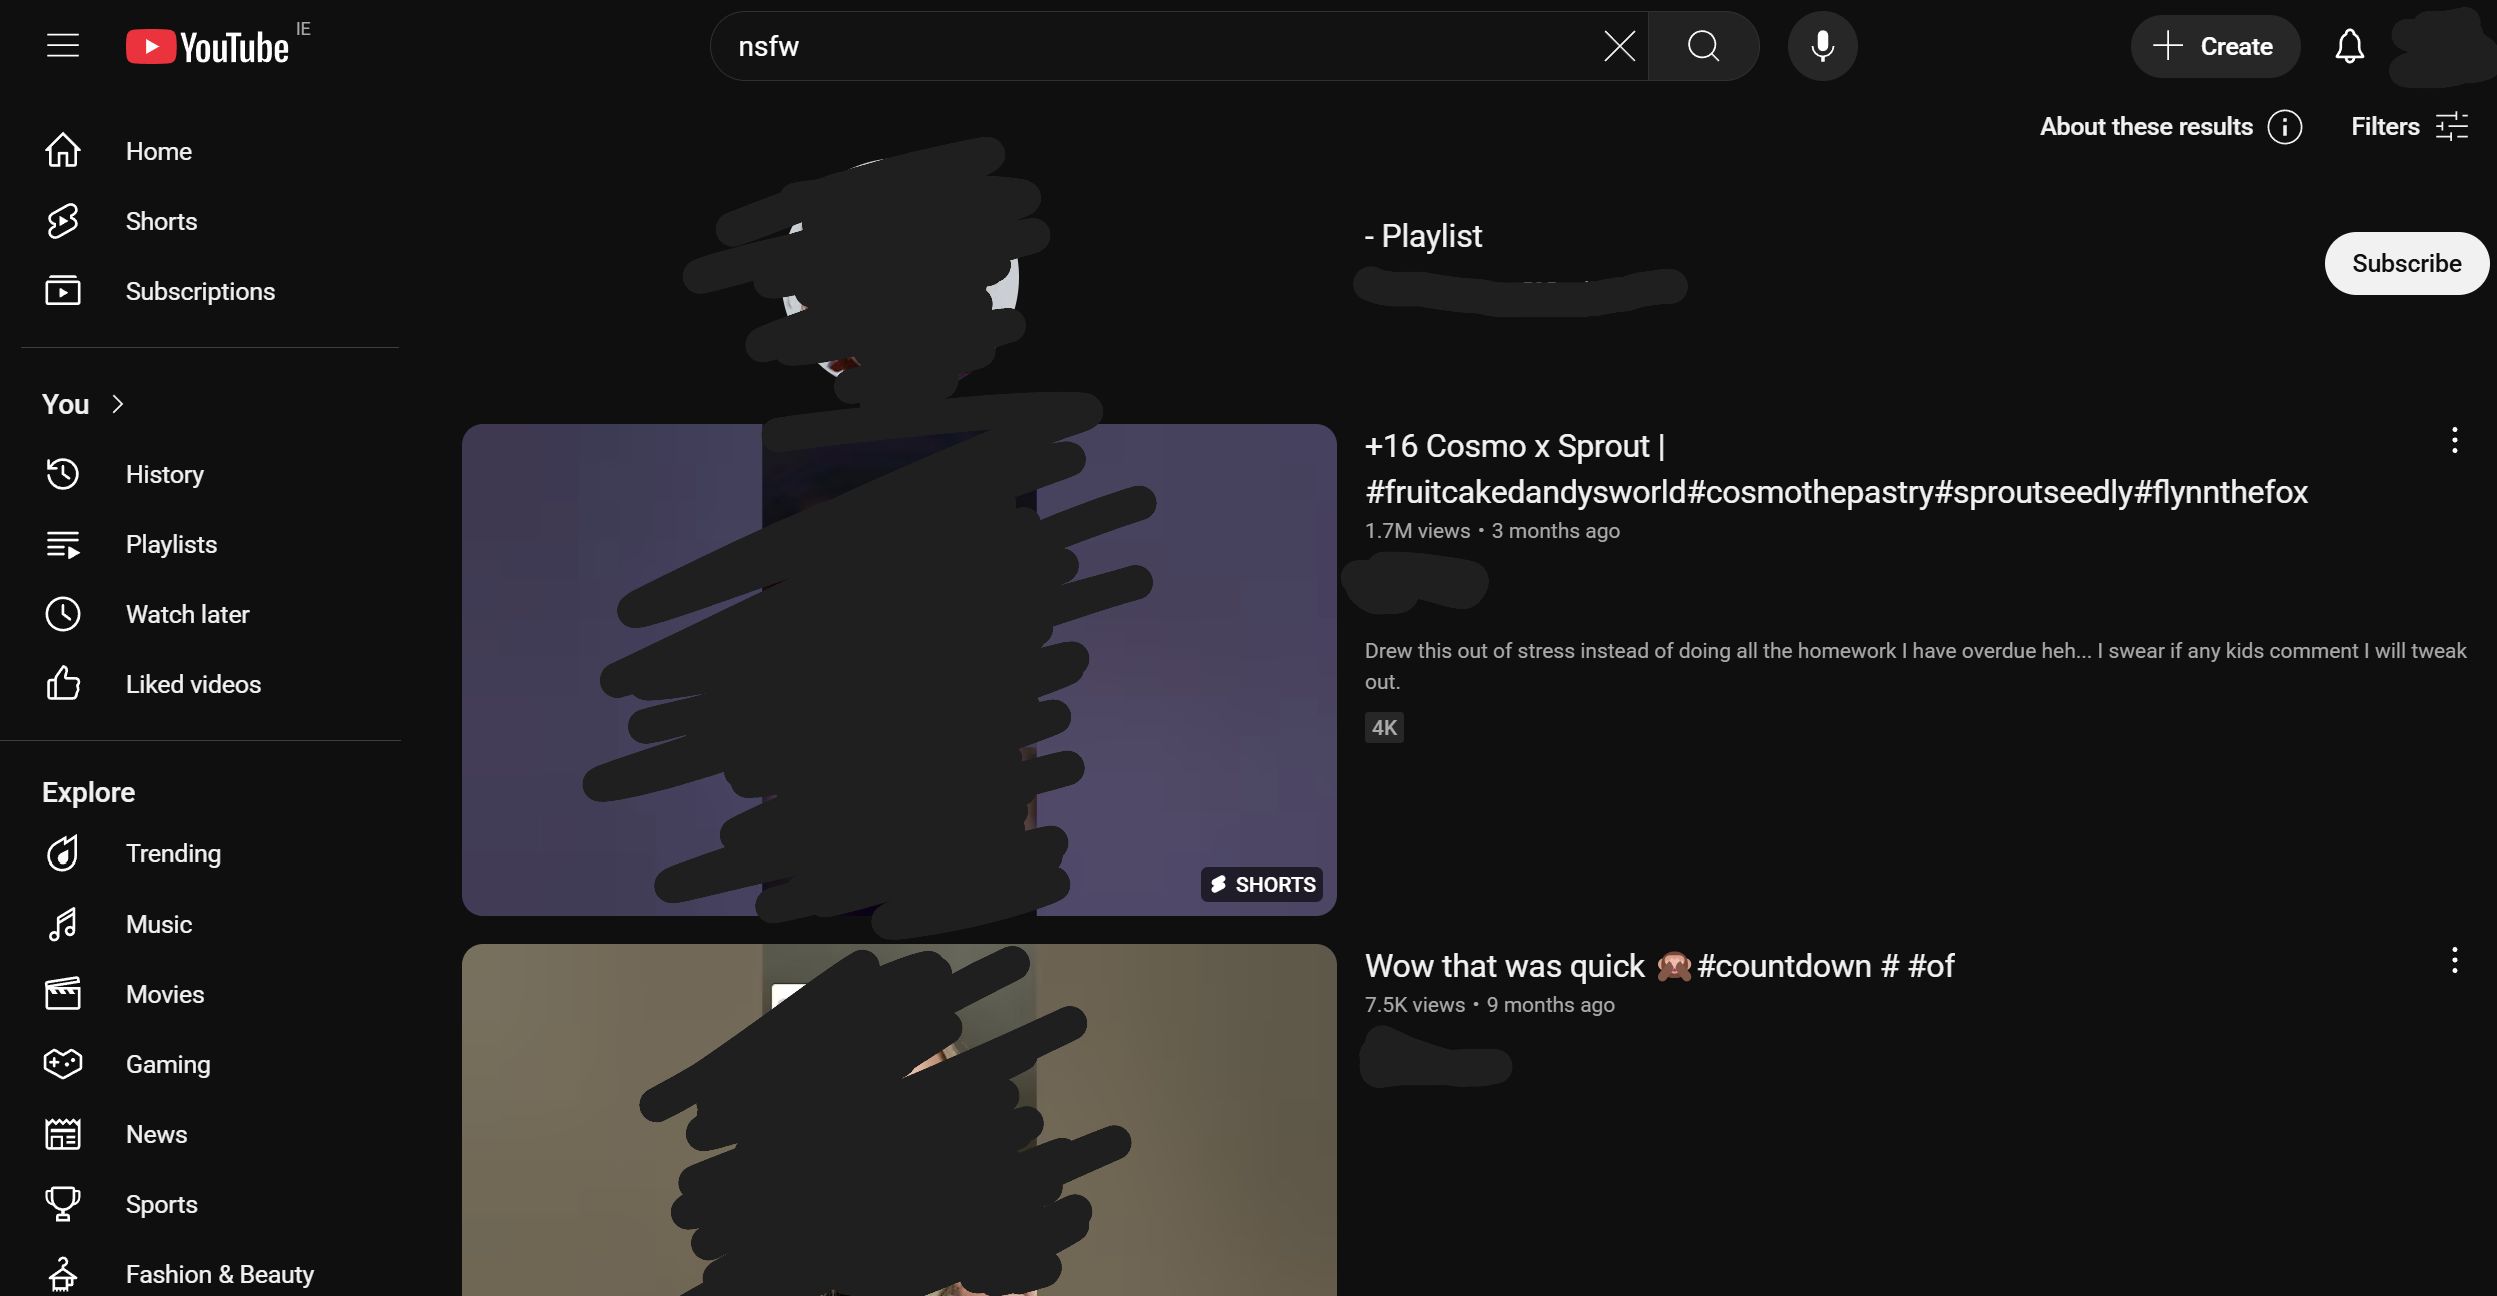 YouTube IE
nsfw
Create
Home
Shorts
Subscriptions
You
History
Playlists
Watch later
Liked videos
Explore
Trending
Music
Movies
Gaming
News
Sports
Fashion & Beauty
About these results
Filters
- Playlist
Subscribe
+16 Cosmo x Sprout |
#fruitcakedandysworld#cosmothepastry#sproutseedly#flynnthefox
1.7M views • 3 months ago
Drew this out of stress instead of doing all the homework I have overdue heh... I swear if any kids comment I will tweak
out.
4K
SHORTS
Wow that was quick 🙈#countdown # #of
7.5K views • 9 months ago